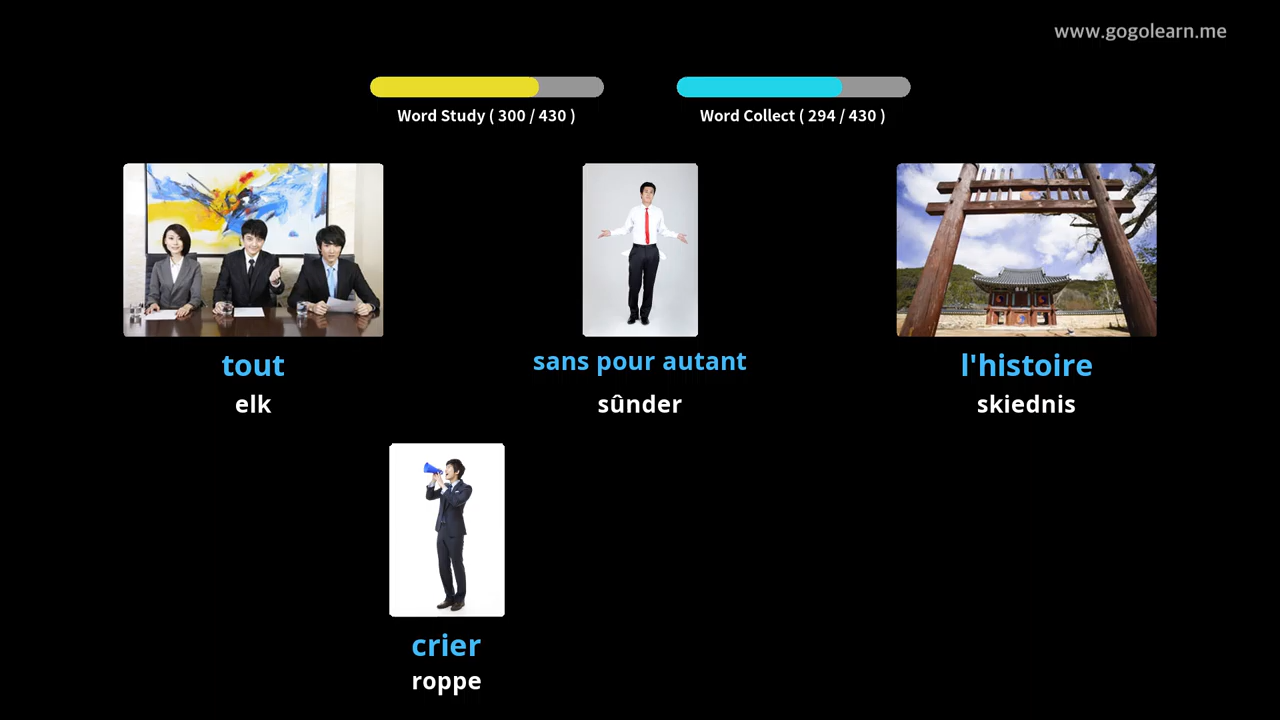 www.gogolearn.me
Word Study ( 300 / 430 )
Word Collect ( 294 / 430 )
tout
elk
sans pour autant
sûnder
l'histoire
skiednis
crier
roppe